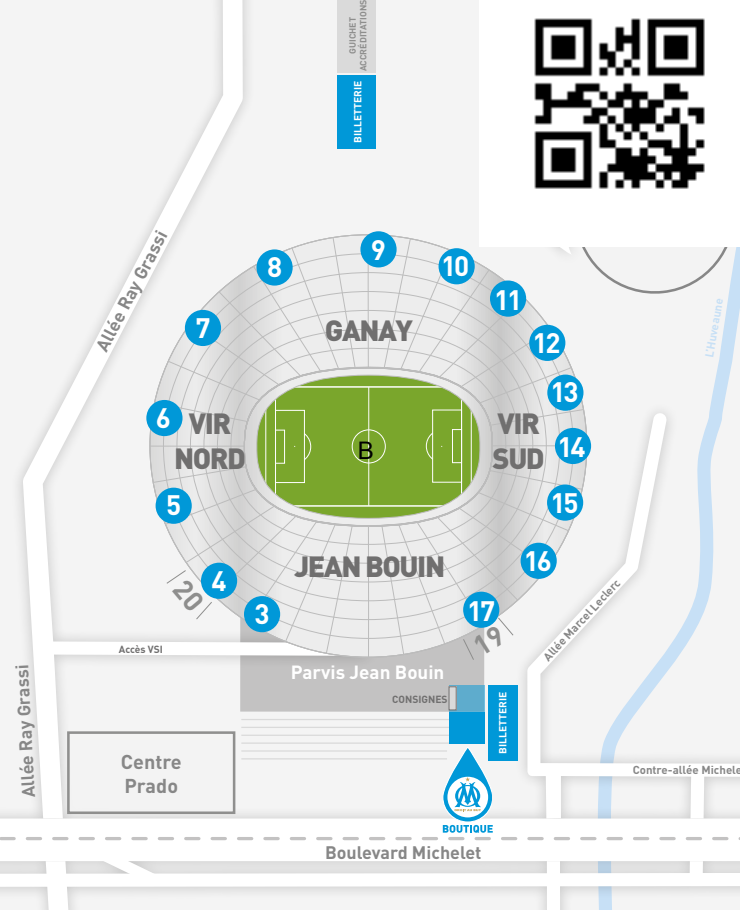 GUICHET
ACCRÉDITATIONS
BILLETTERIE
Allée Ray Grassi
L'Huveaune
8
9
10
11
7
12
GANAY
13
6
VIR
NORD
B
VIR
SUD
14
5
15
4
3
JEAN BOUIN
16
17
20
19
Allée Marcel Leclerc
Accès VSI
Parvis Jean Bouin
CONSIGNES
BILLETTERIE
Allée Ray Grassi
Centre
Prado
Contre-allée Michele
BOUTIQUE
Boulevard Michelet